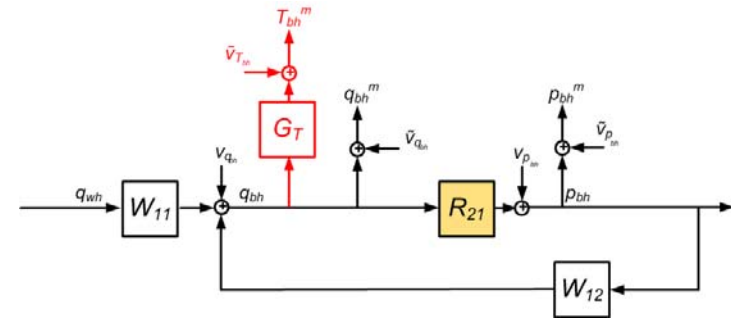 T_bh^m
ṽ_T_bh
q_bh^m
p_bh^m
G_T
ṽ_q_bh
ṽ_p_bh
v_q_bh
v_p_bh
q_wh
W_11
q_bh
R_21
p_bh
W_12